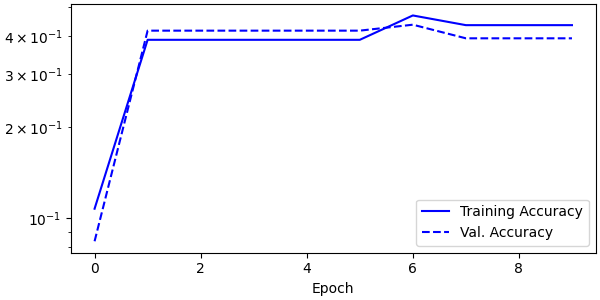 4 × 10⁻¹
3 × 10⁻¹
2 × 10⁻¹
10⁻¹
Training Accuracy
Val. Accuracy
0 2 4 6 8
Epoch